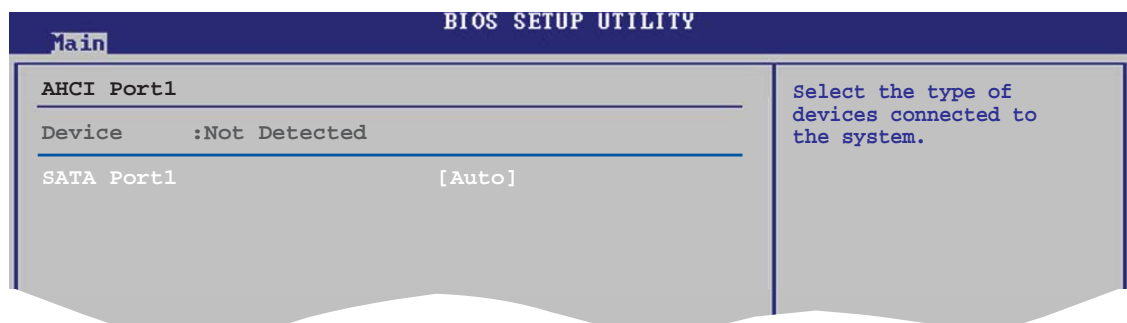 BIOS SETUP UTILITY
Main
AHCI Port1
Device :Not Detected
SATA Port1 [Auto]
Select the type of
devices connected to
the system.